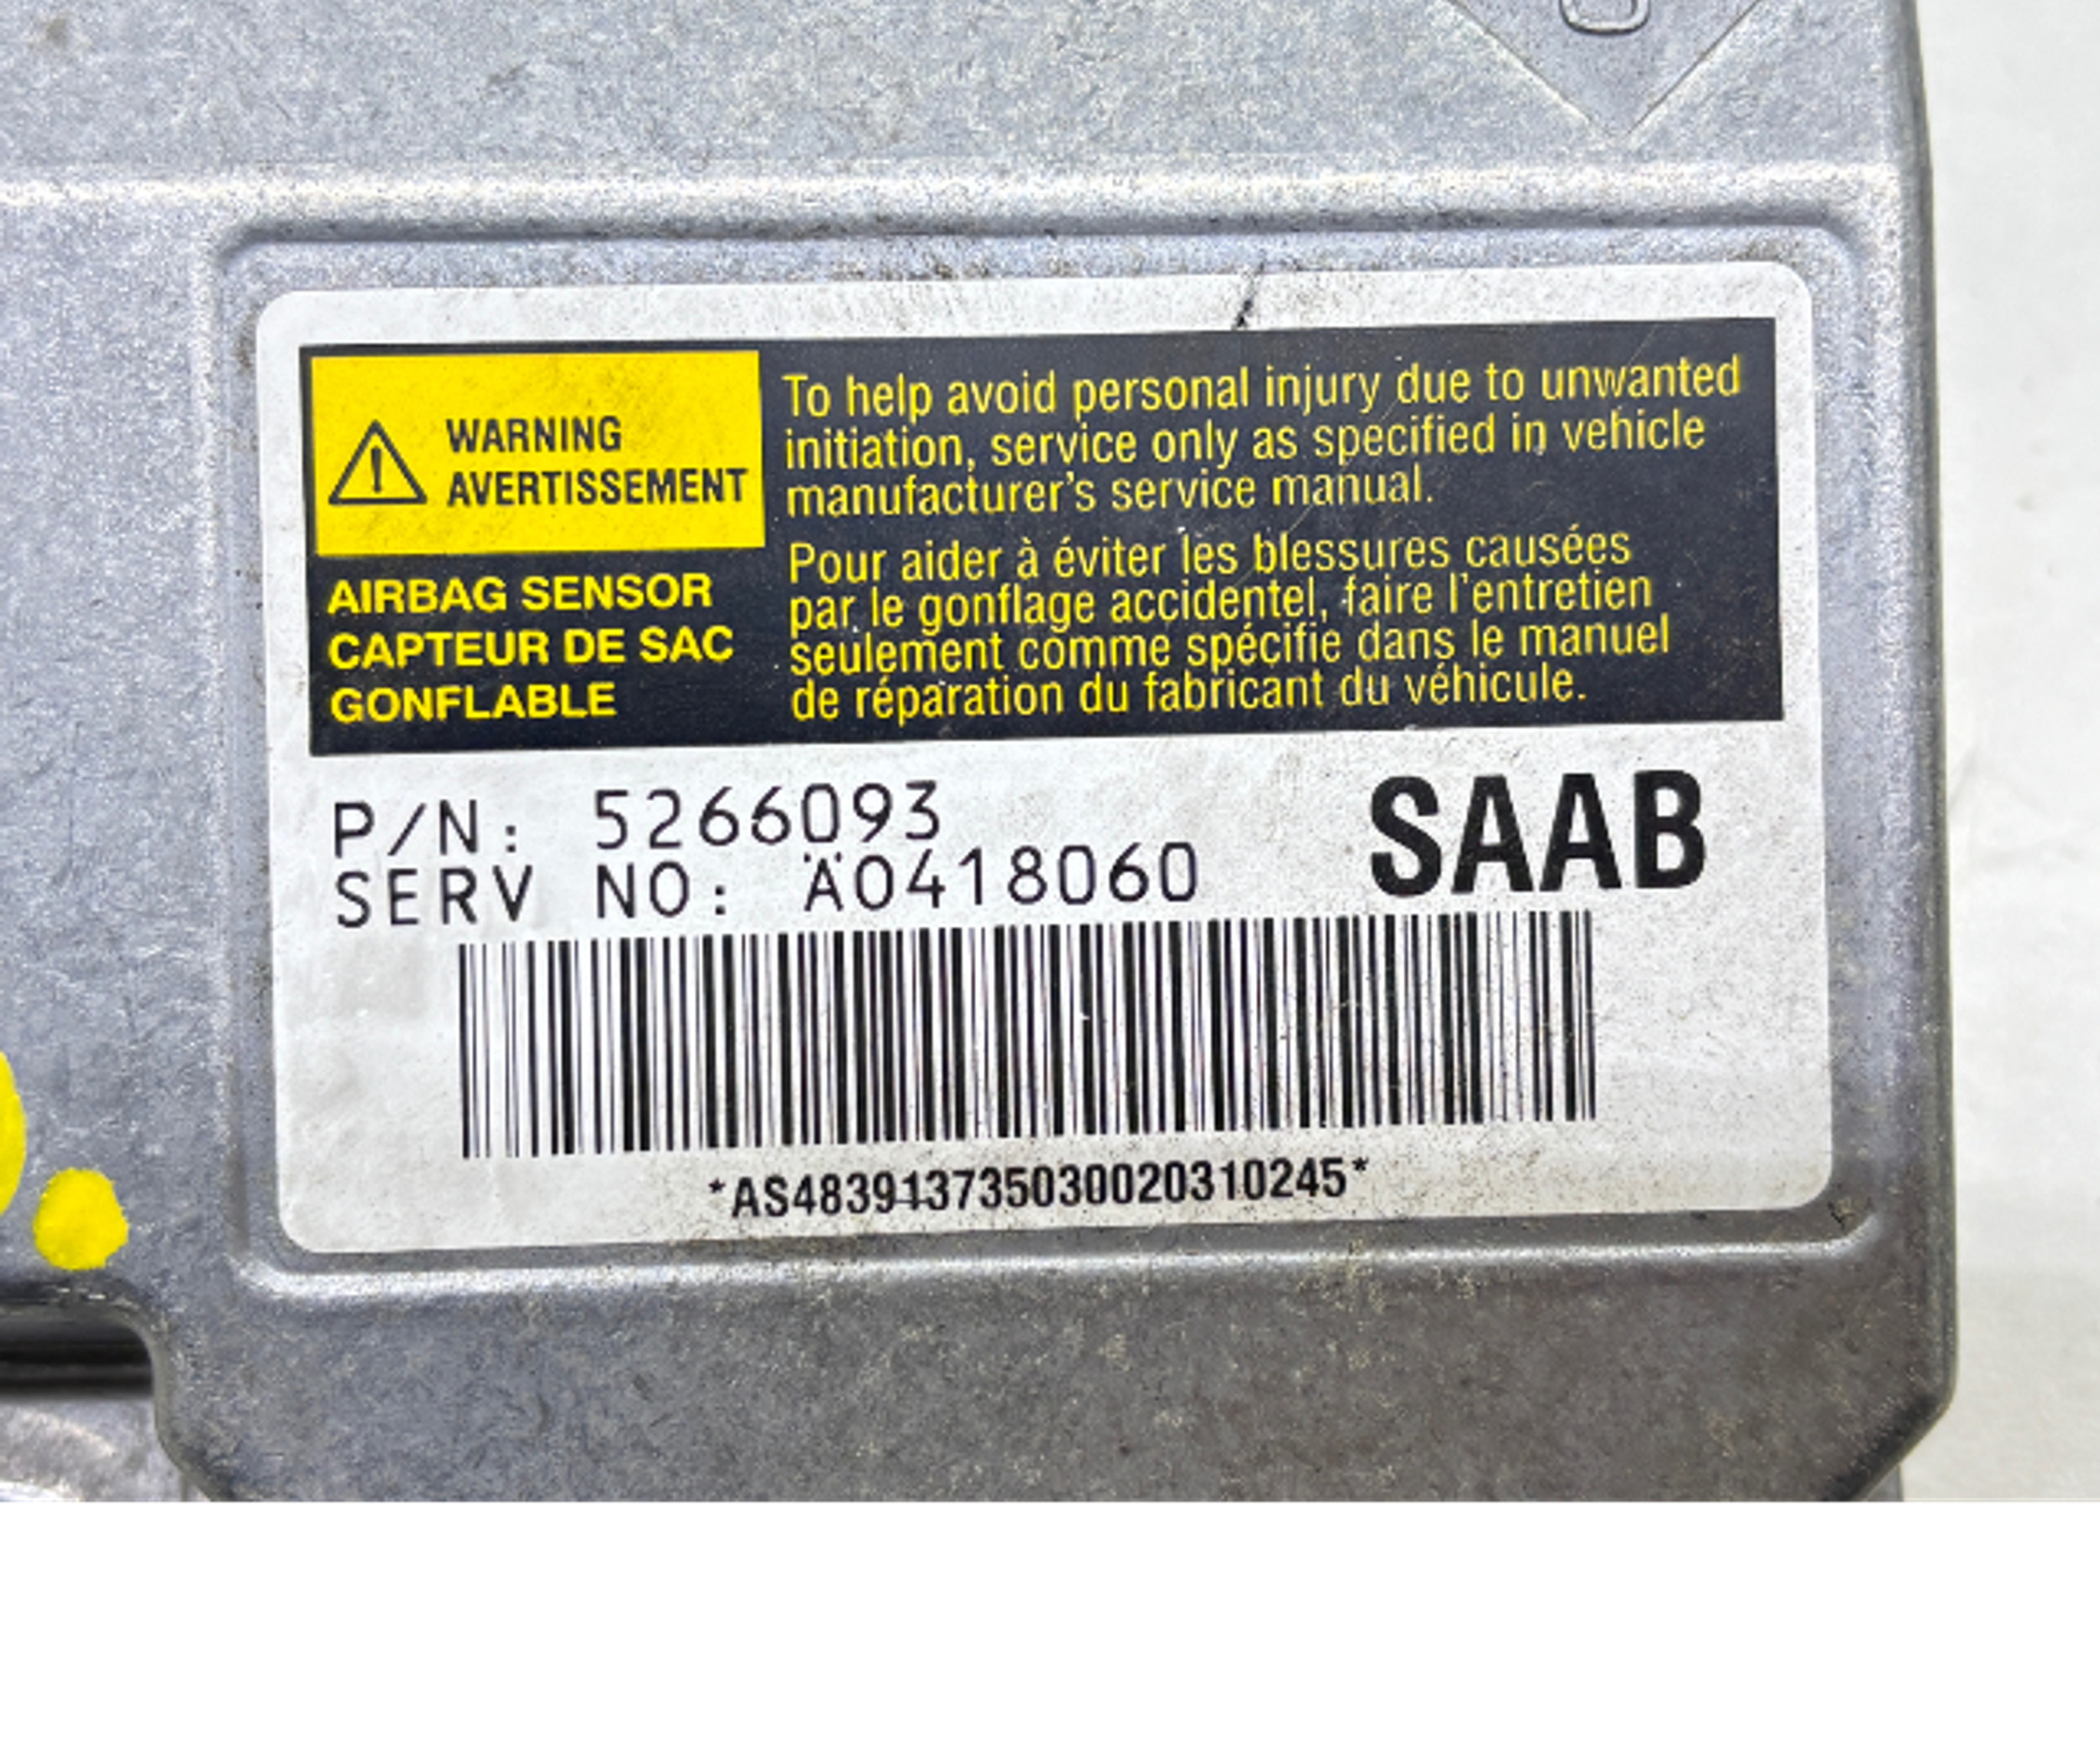 WARNING
AVERTISSEMENT
AIRBAG SENSOR
CAPTEUR DE SAC
GONFLABLE
To help avoid personal injury due to unwanted
initiation, service only as specified in vehicle
manufacturer's service manual.
Pour aider à éviter les blessures causées
par le gonflage accidentel, faire l'entretien
seulement comme spécifie dans le manuel
de réparation du fabricant du véhicule.
P/N: 5266093
SERV NO: A0418060
SAAB
*AS483913735030020310245*